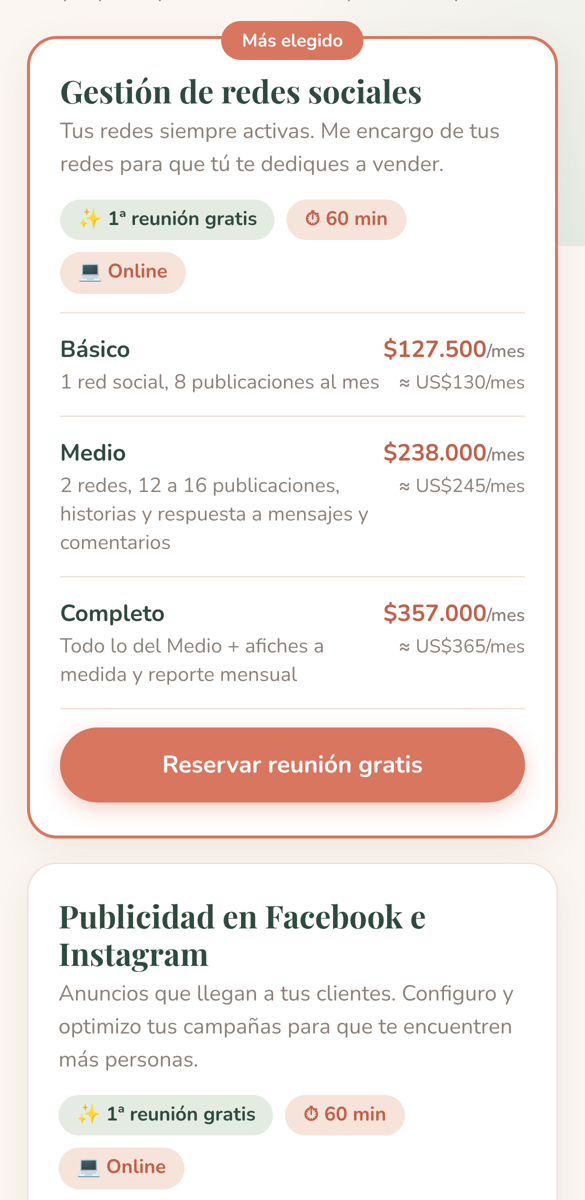 Más elegido
Gestión de redes sociales
Tus redes siempre activas. Me encargo de tus
redes para que tú te dediques a vender.
✨ 1ª reunión gratis
⏱ 60 min
💻 Online
Básico
$127.500/mes
1 red social, 8 publicaciones al mes
≈ US$130/mes
Medio
$238.000/mes
2 redes, 12 a 16 publicaciones,
≈ US$245/mes
historias y respuesta a mensajes y
comentarios
Completo
$357.000/mes
Todo lo del Medio + afiches a
≈ US$365/mes
medida y reporte mensual
Reservar reunión gratis
Publicidad en Facebook e
Instagram
Anuncios que llegan a tus clientes. Configuro y
optimizo tus campañas para que te encuentren
más personas.
✨ 1ª reunión gratis
⏱ 60 min
💻 Online